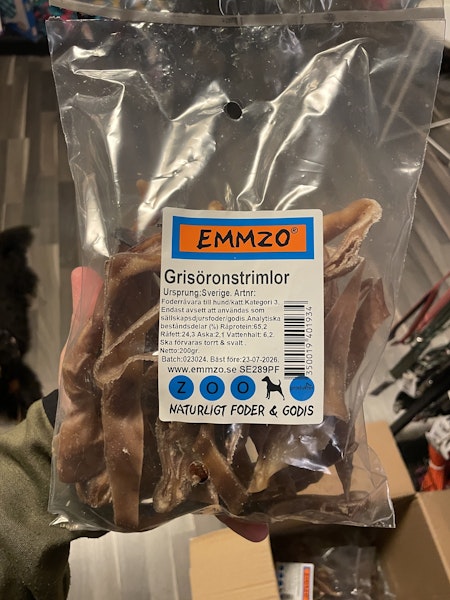 EMMZO®
Grisöronstrimlor
Ursprung:Sverige. Artnr:
Foderråvara till hund/katt Kategori 3.
Endast avsett att användas som
sällskapsdjursfoder/godis.Analytiska
beståndsdelar (%) Råprotein:65,2
Råfett:24,3 Aska:2,1 Vattenhalt: 6,2.
Ska förvaras torrt & svalt .
Netto:200gr.
Batch:023024. Bäst före:23-07-2026.
www.emmzo.se SE289PF
350019 401934
ZOO
NATURLIGT FODER & GODIS